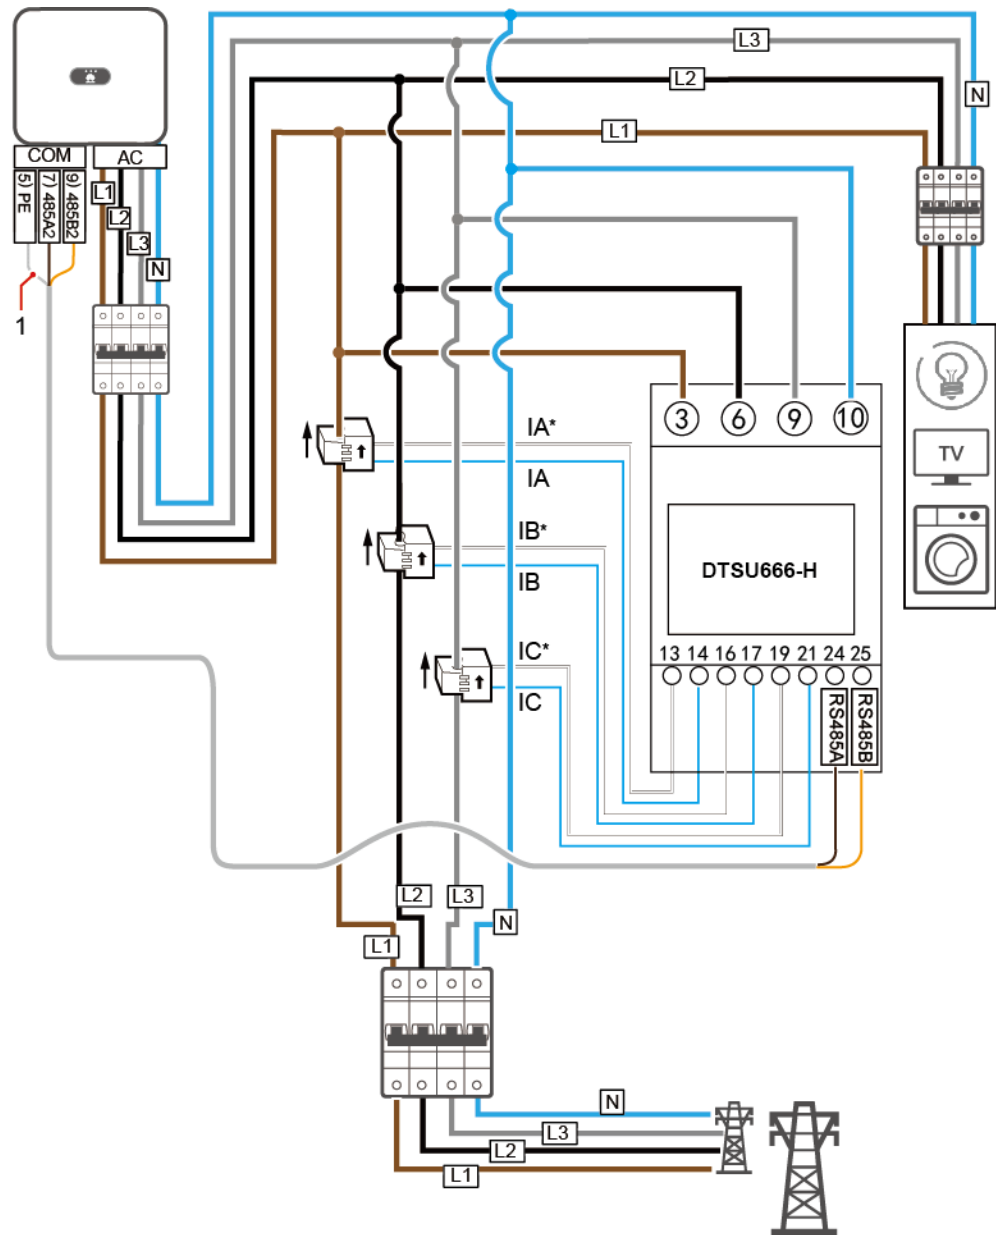 L3
L2
N
L1
COM
AC
5) PE
7) 485A2
9) 485B2
L1
L2
L3
N
1
3
6
9
10
IA*
IA
TV
IB*
IB
DTSU666-H
IC*
IC
13 14 16 17 19 21 24 25
RS485A
RS485B
L2
L3
N
L1
N
L3
L2
L1